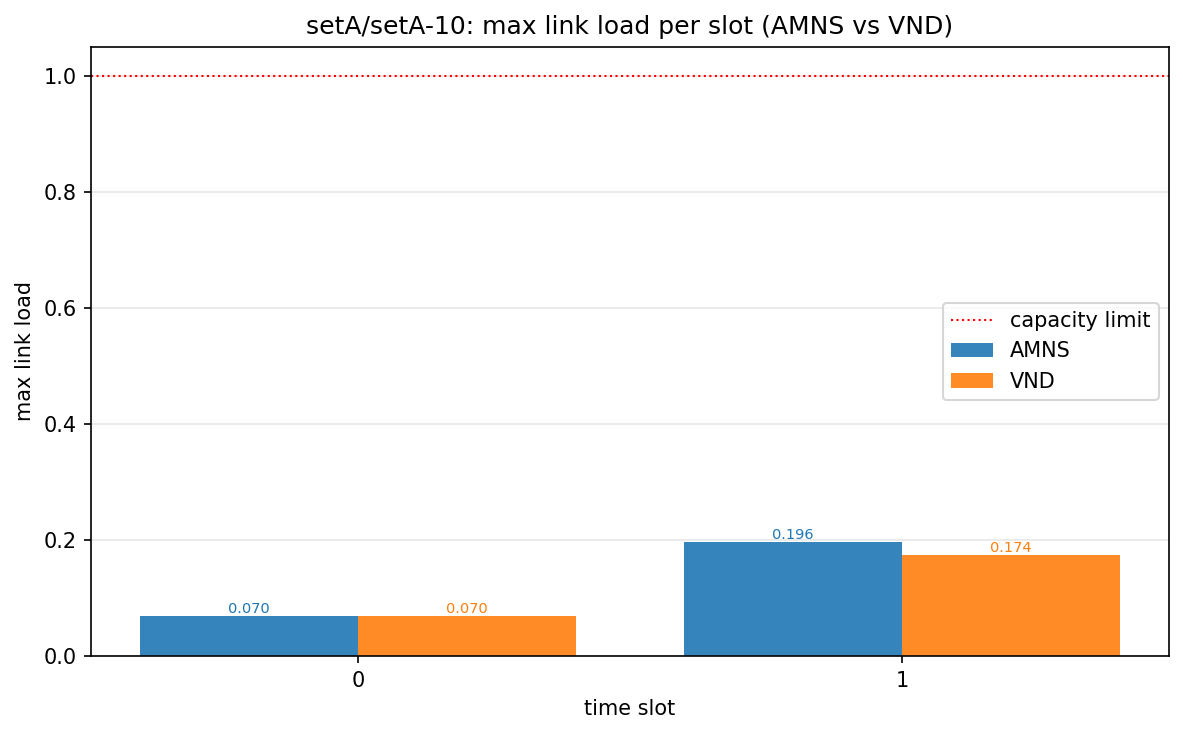 setA/setA-10: max link load per slot (AMNS vs VND)
max link load
1.0
0.8
0.6
0.4
0.2
0.0
capacity limit
AMNS
VND
0.070
0.070
0.196
0.174
0
1
time slot